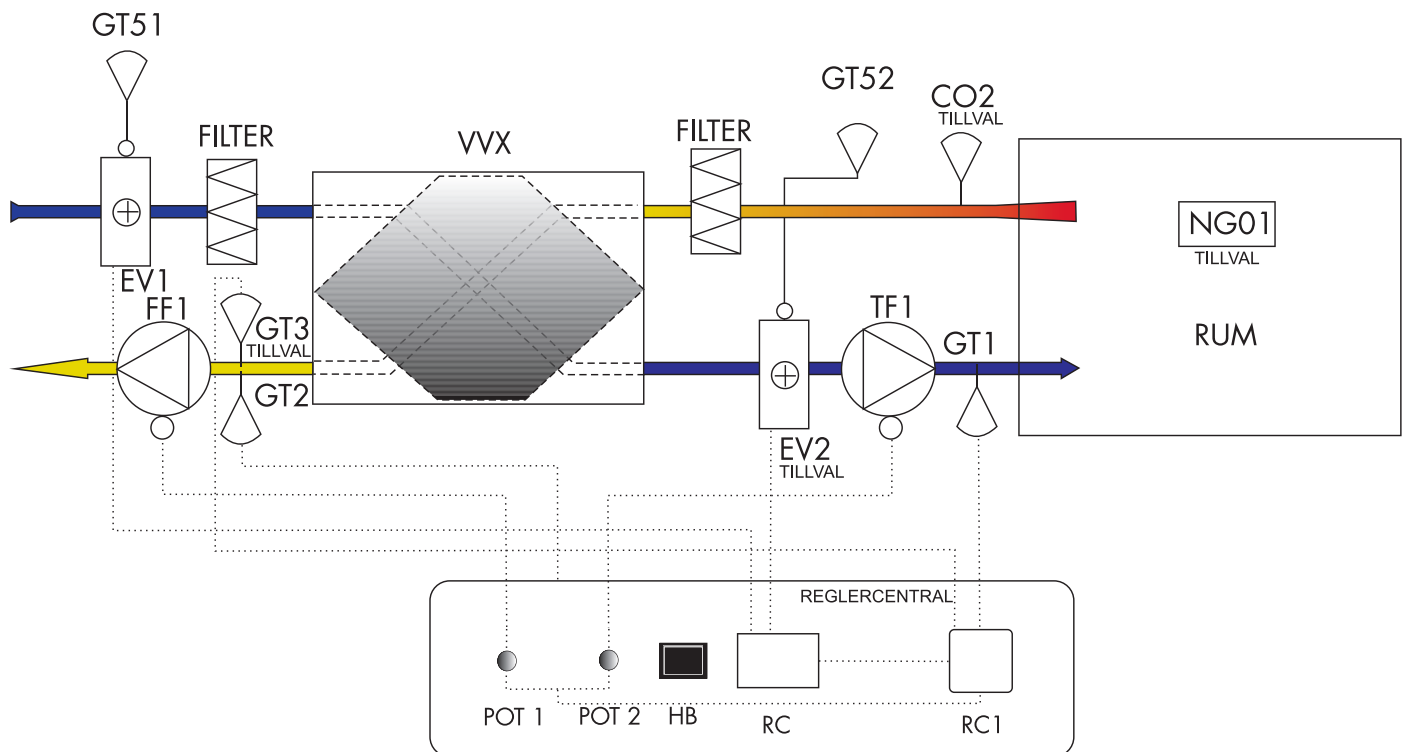 GT51
GT52
CO2
TILLVAL
FILTER
VVX
FILTER
NG01
TILLVAL
RUM
EV1
FF1
GT3
TILLVAL
GT2
TF1
GT1
EV2
TILLVAL
REGLERCENTRAL
POT 1
POT 2
HB
RC
RC1